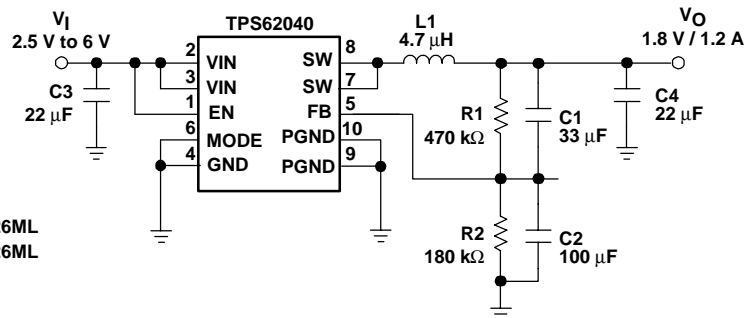 TPS62040
VI
2.5 V to 6 V
C3
22 µF
2 VIN
3 VIN
1 EN
6 MODE
4 GND
SW 8
SW 7
FB 5
PGND 10
PGND 9
L1
4.7 µH
VO
1.8 V / 1.2 A
R1
470 kΩ
C1
33 µF
C4
22 µF
R2
180 kΩ
C2
100 µF
6ML
6ML